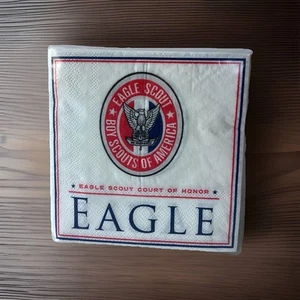 EAGLE SCOUT
BOY SCOUTS OF AMERICA
★ EAGLE SCOUT COURT OF HONOR ★
EAGLE